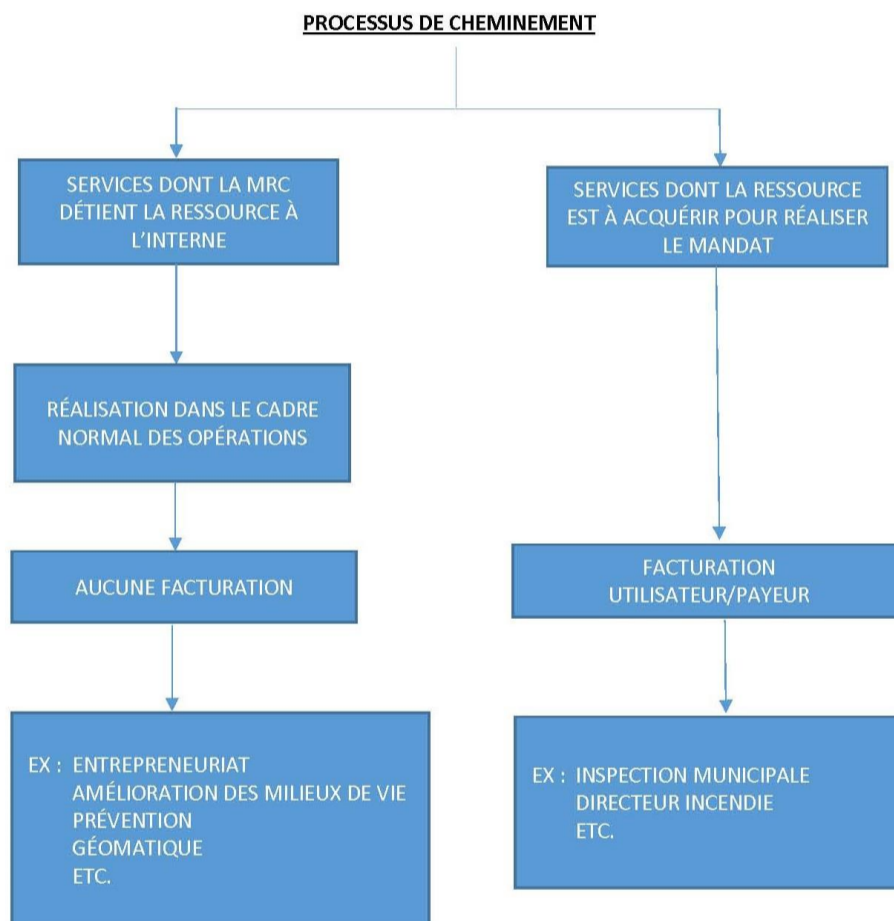 PROCESSUS DE CHEMINEMENT
SERVICES DONT LA MRC
DÉTIENT LA RESSOURCE À
L'INTERNE
SERVICES DONT LA RESSOURCE
EST À ACQUÉRIR POUR RÉALISER
LE MANDAT
RÉALISATION DANS LE CADRE
NORMAL DES OPÉRATIONS
AUCUNE FACTURATION
FACTURATION
UTILISATEUR/PAYEUR
EX : ENTREPRENEURIAT
AMÉLIORATION DES MILIEUX DE VIE
PRÉVENTION
GÉOMATIQUE
ETC.
EX : INSPECTION MUNICIPALE
DIRECTEUR INCENDIE
ETC.